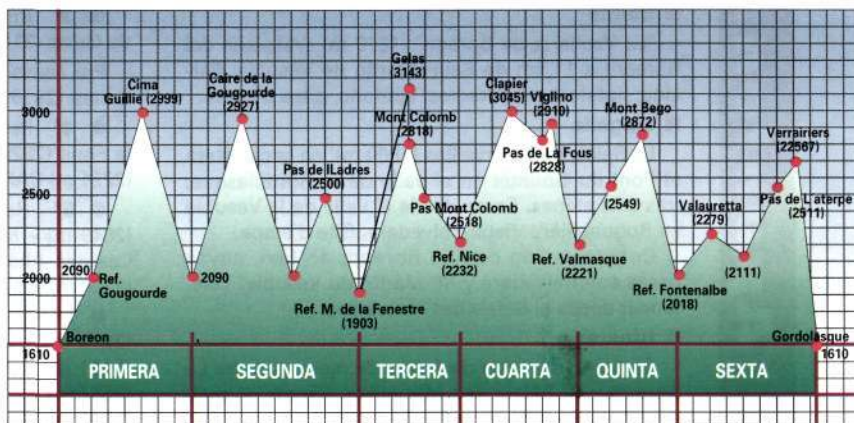 3000
2500
2000
1610
Boreon
2090
Ref.
Gougourde
Cima
Guilie (2999)
2090
Caire de la
Gougourde
(2927)
Pas de lLadres
(2500)
Ref. M. de la Fenestre
(1903)
Gelas
(3143)
Mont Colomb
(2818)
Pas Mont Colomb
(2518)
Ref. Nice
(2232)
Clapier
(3045)
Pas de La Fous
(2828)
Viglino
(2910)
Ref. Valmasque
(2221)
(2549)
Mont Bego
(2872)
Ref. Fontenalbe
(2018)
Valauretta
(2279)
(2111)
Verrairiers
(22567)
Pas de L'aterpe
(2511)
Gordolasque
1610
PRIMERA
SEGUNDA
TERCERA
CUARTA
QUINTA
SEXTA